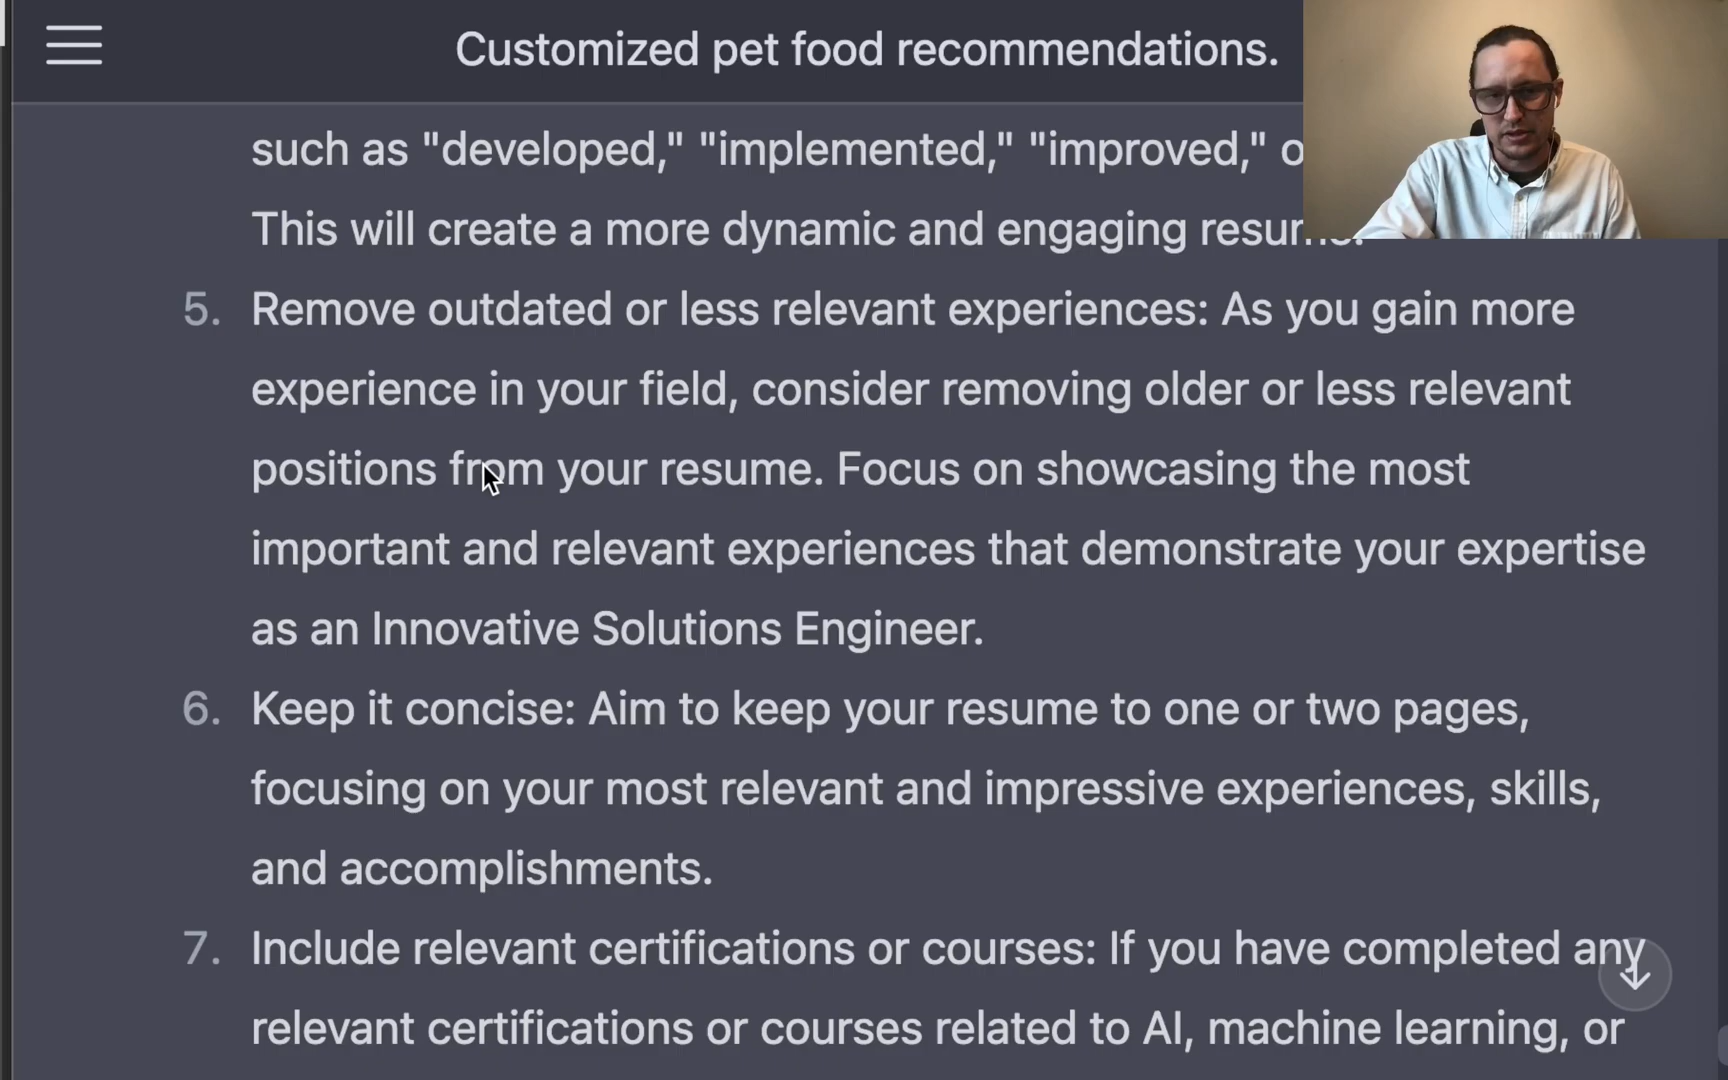 Customized pet food recommendations.
such as "developed," "implemented," "improved,"
This will create a more dynamic and engaging resume.
5. Remove outdated or less relevant experiences: As you gain more
experience in your field, consider removing older or less relevant
positions from your resume. Focus on showcasing the most
important and relevant experiences that demonstrate your expertise
as an Innovative Solutions Engineer.
6. Keep it concise: Aim to keep your resume to one or two pages,
focusing on your most relevant and impressive experiences, skills,
and accomplishments.
7. Include relevant certifications or courses: If you have completed any
relevant certifications or courses related to AI, machine learning, or